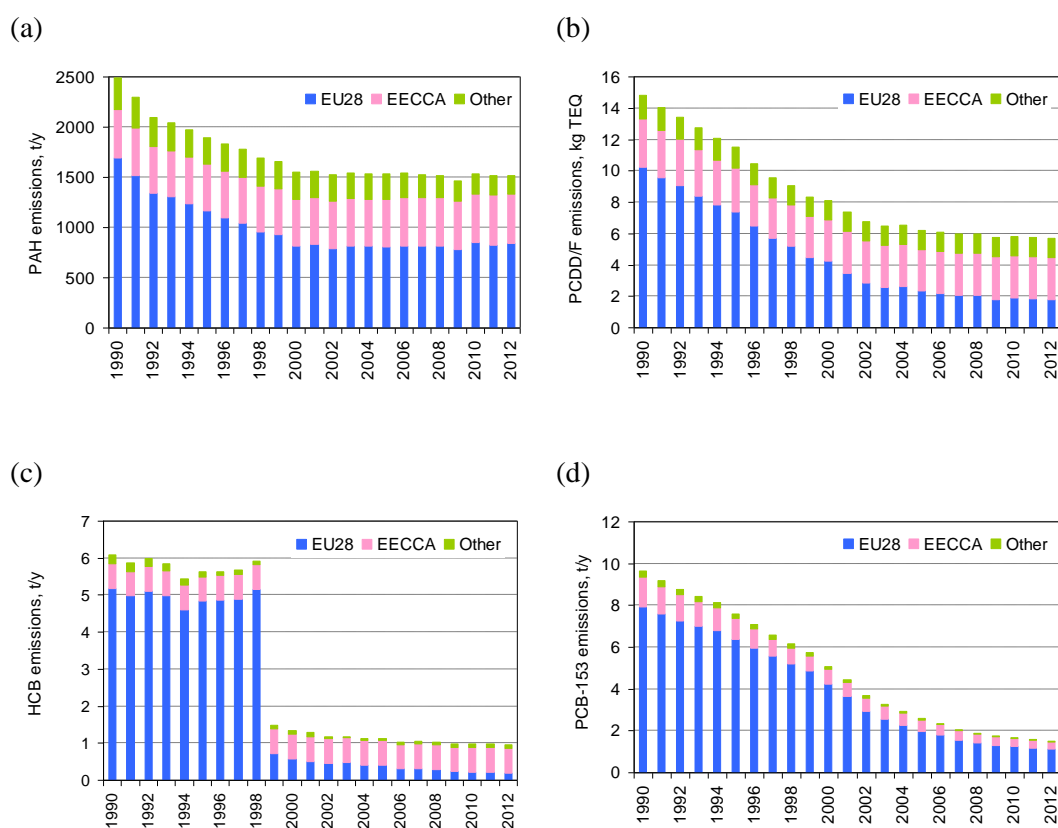 (a)
(b)
PAH emissions, t/y
2500
2000
1500
1000
500
0
EU28 EECCA Other
1990 1992 1994 1996 1998 2000 2002 2004 2006 2008 2010 2012
PCDD/F emissions, kg TEQ
16
14
12
10
8
6
4
2
0
EU28 EECCA Other
1990 1992 1994 1996 1998 2000 2002 2004 2006 2008 2010 2012
(c)
(d)
HCB emissions, t/y
7
6
5
4
3
2
1
0
EU28 EECCA Other
1990 1992 1994 1996 1998 2000 2002 2004 2006 2008 2010 2012
PCB-153 emissions, t/y
12
10
8
6
4
2
0
EU28 EECCA Other
1990 1992 1994 1996 1998 2000 2002 2004 2006 2008 2010 2012